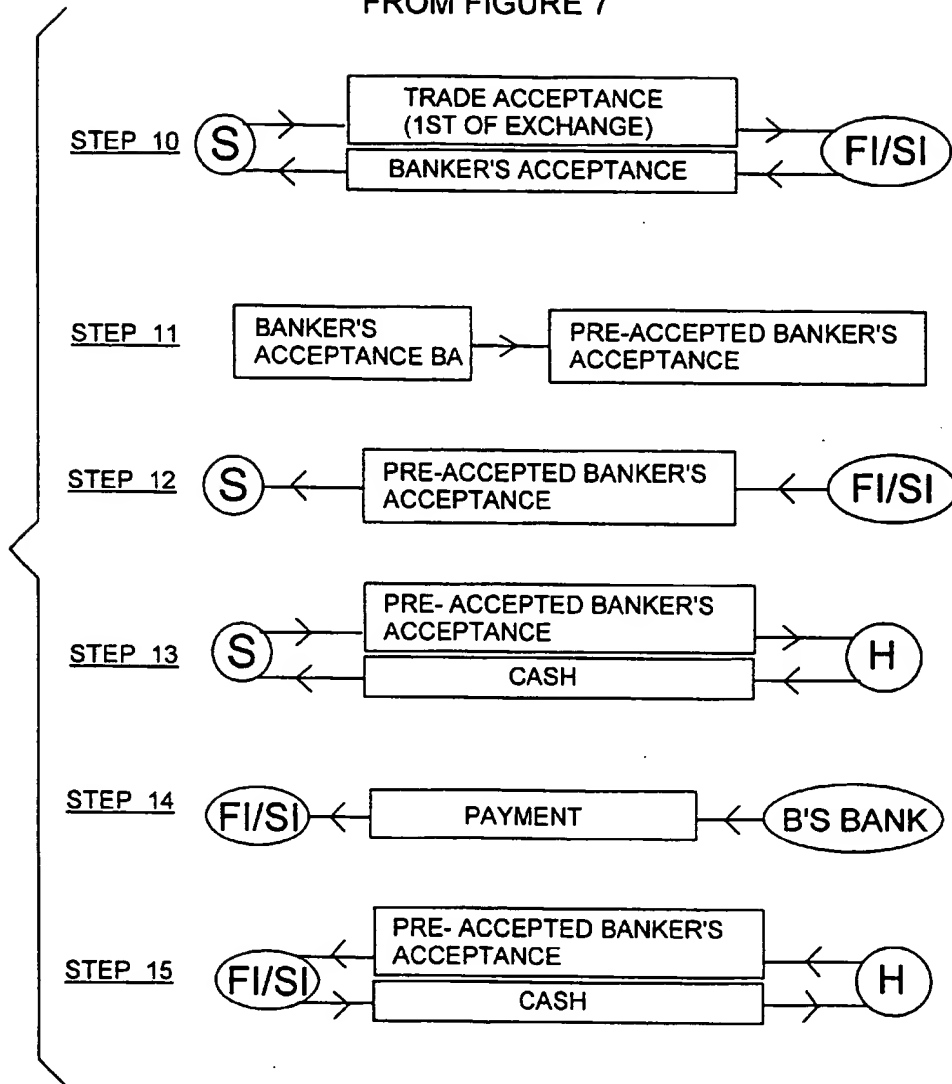 FROM FIGURE 7
STEP 10
S
TRADE ACCEPTANCE
(1ST OF EXCHANGE)
BANKER'S ACCEPTANCE
FI/SI
STEP 11
BANKER'S
ACCEPTANCE BA
PRE-ACCEPTED BANKER'S
ACCEPTANCE
STEP 12
S
PRE-ACCEPTED BANKER'S
ACCEPTANCE
FI/SI
STEP 13
S
PRE- ACCEPTED BANKER'S
ACCEPTANCE
CASH
H
STEP 14
FI/SI
PAYMENT
B'S BANK
STEP 15
FI/SI
PRE- ACCEPTED BANKER'S
ACCEPTANCE
CASH
H